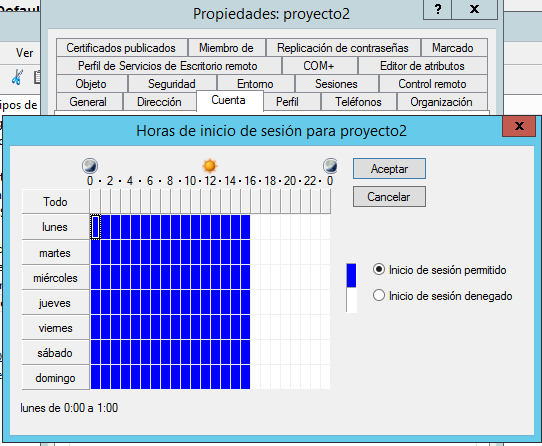 Default
Propiedades: proyecto2
? X
Ver
Certificados publicados Miembro de Replicación de contraseñas Marcado
Perfil de Servicios de Escritorio remoto COM+ Editor de atributos
Objeto Seguridad Entorno Sesiones Control remoto
General Dirección Cuenta Perfil Teléfonos Organización
ipos de
Horas de inicio de sesión para proyecto2
X
0 · 2 · 4 · 6 · 8 · 10 · 12 · 14 · 16 · 18 · 20 · 22 · 0
Todo
lunes
martes
miércoles
jueves
viernes
sábado
domingo
Aceptar
Cancelar
Inicio de sesión permitido
Inicio de sesión denegado
lunes de 0:00 a 1:00